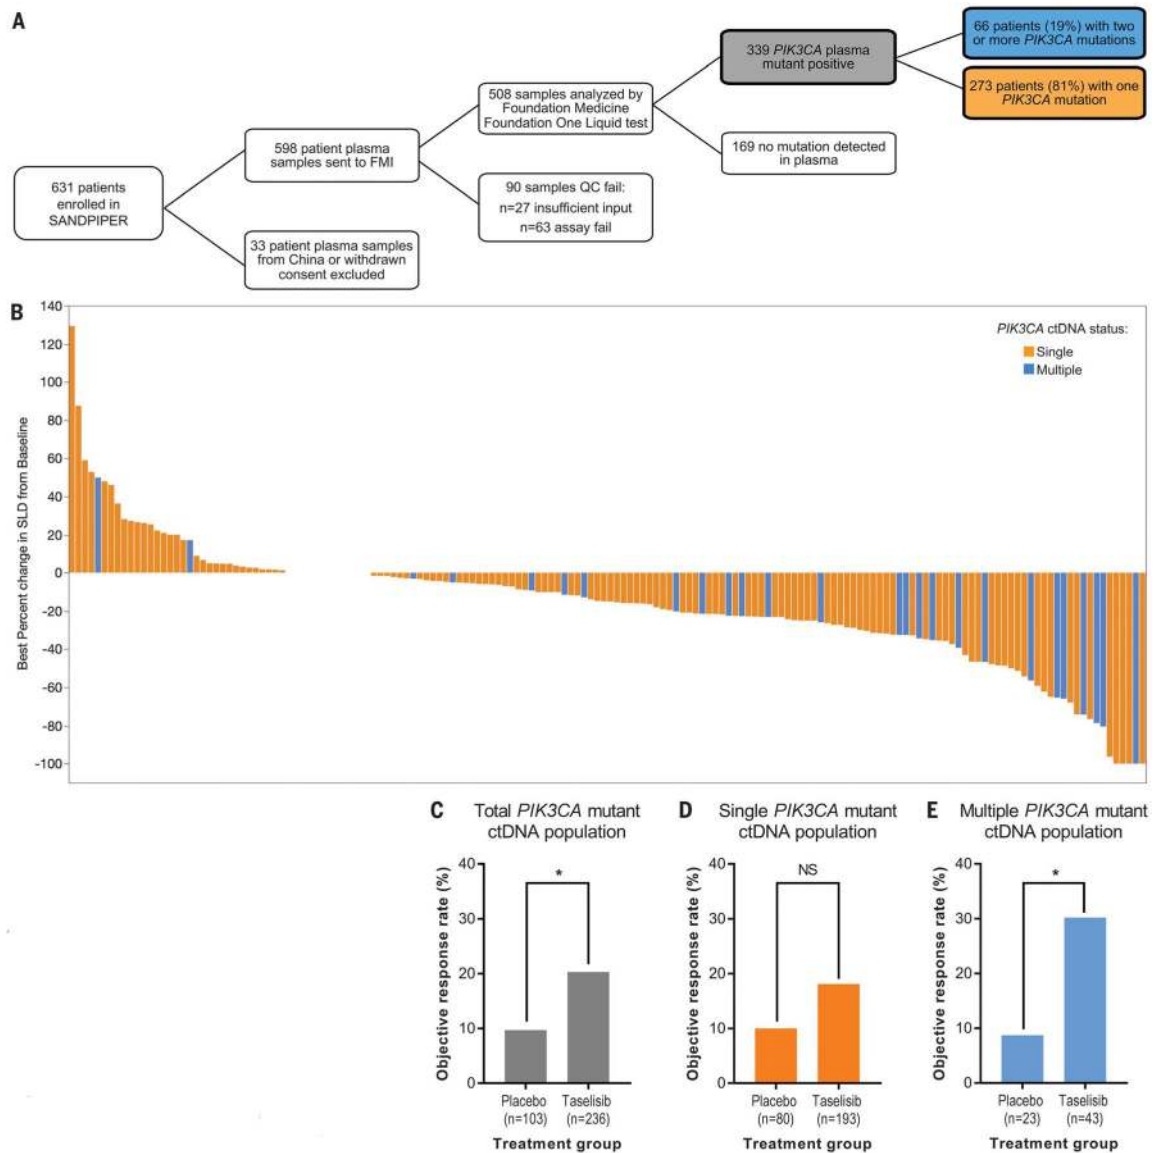 A
631 patients
enrolled in
SANDPIPER
598 patient plasma
samples sent to FMI
33 patient plasma samples
from China or withdrawn
consent excluded
508 samples analyzed by
Foundation Medicine
Foundation One Liquid test
90 samples QC fail:
n=27 insufficient input
n=63 assay fail
339 PIK3CA plasma
mutant positive
169 no mutation detected
in plasma
66 patients (19%) with two
or more PIK3CA mutations
273 patients (81%) with one
PIK3CA mutation
B
Best Percent change in SLD from Baseline
140
120
100
80
60
40
20
0
-20
-40
-60
-80
-100
PIK3CA ctDNA status:
Single
Multiple
C
Total PIK3CA mutant
ctDNA population
Objective response rate (%)
40
30
20
10
0
*
Placebo
(n=103)
Taselisib
(n=236)
Treatment group
D
Single PIK3CA mutant
ctDNA population
Objective response rate (%)
40
30
20
10
0
NS
Placebo
(n=80)
Taselisib
(n=193)
Treatment group
E
Multiple PIK3CA mutant
ctDNA population
Objective response rate (%)
40
30
20
10
0
*
Placebo
(n=23)
Taselisib
(n=43)
Treatment group